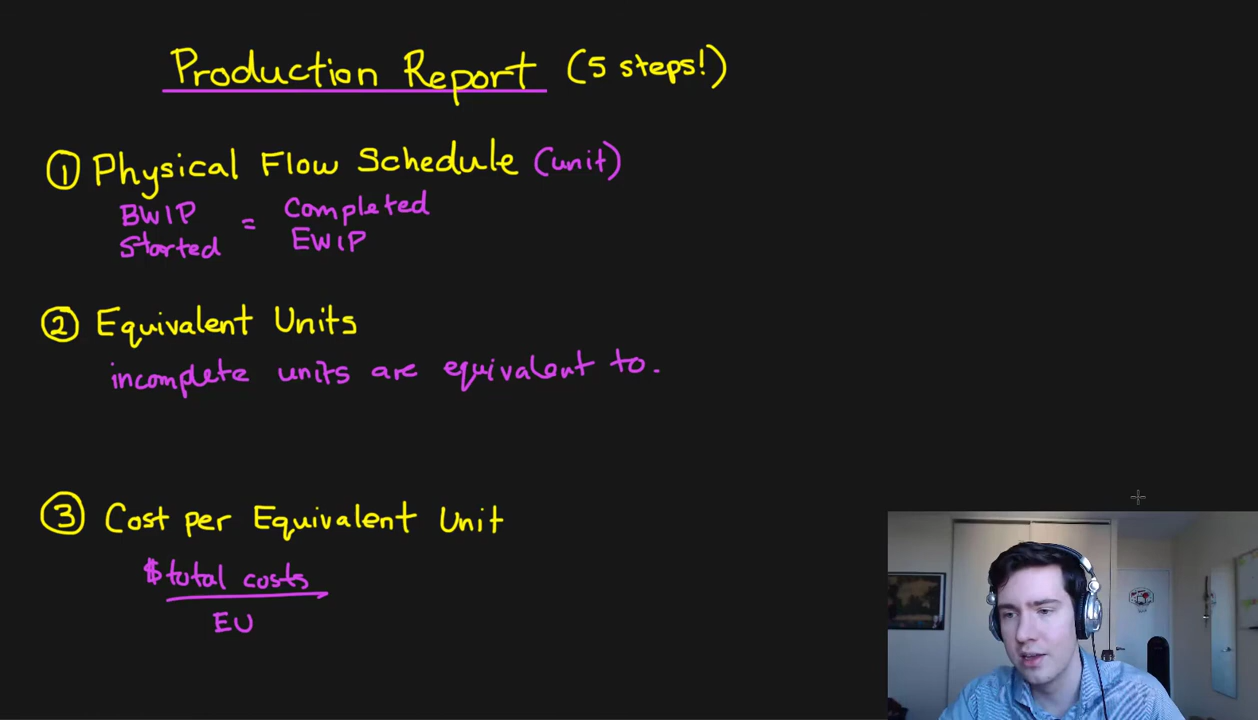 Production Report (5 steps!)
① Physical Flow Schedule (unit)
BWIP = Completed
Started EWIP
② Equivalent Units
incomplete units are equivalent to.
③ Cost per Equivalent Unit
$total costs
EU